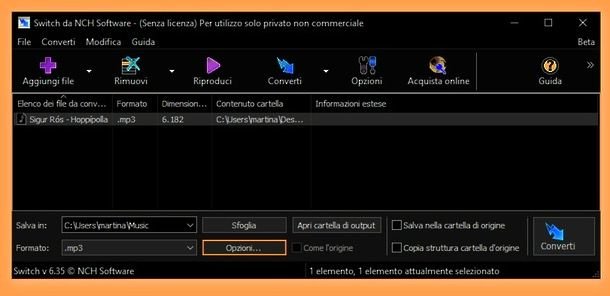 Switch da NCH Software - (Senza licenza) Per utilizzo solo privato non commerciale
File Converti Modifica Guida Beta
Aggiungi file Rimuovi Riproduci Converti Opzioni Acquista online Guida »
Elenco dei file da conv... Formato Dimension... Contenuto cartella Informazioni estese
Sigur Rós - Hoppípolla .mp3 6.182 C:\Users\martina\Des...
Salva in: C:\Users\martina\Music Sfoglia Apri cartella di output Salva nella cartella di origine
Formato: .mp3 Opzioni... Come l'origine Copia struttura cartella d'origine Converti
Switch v 6.35 © NCH Software 1 elemento, 1 elemento attualmente selezionato